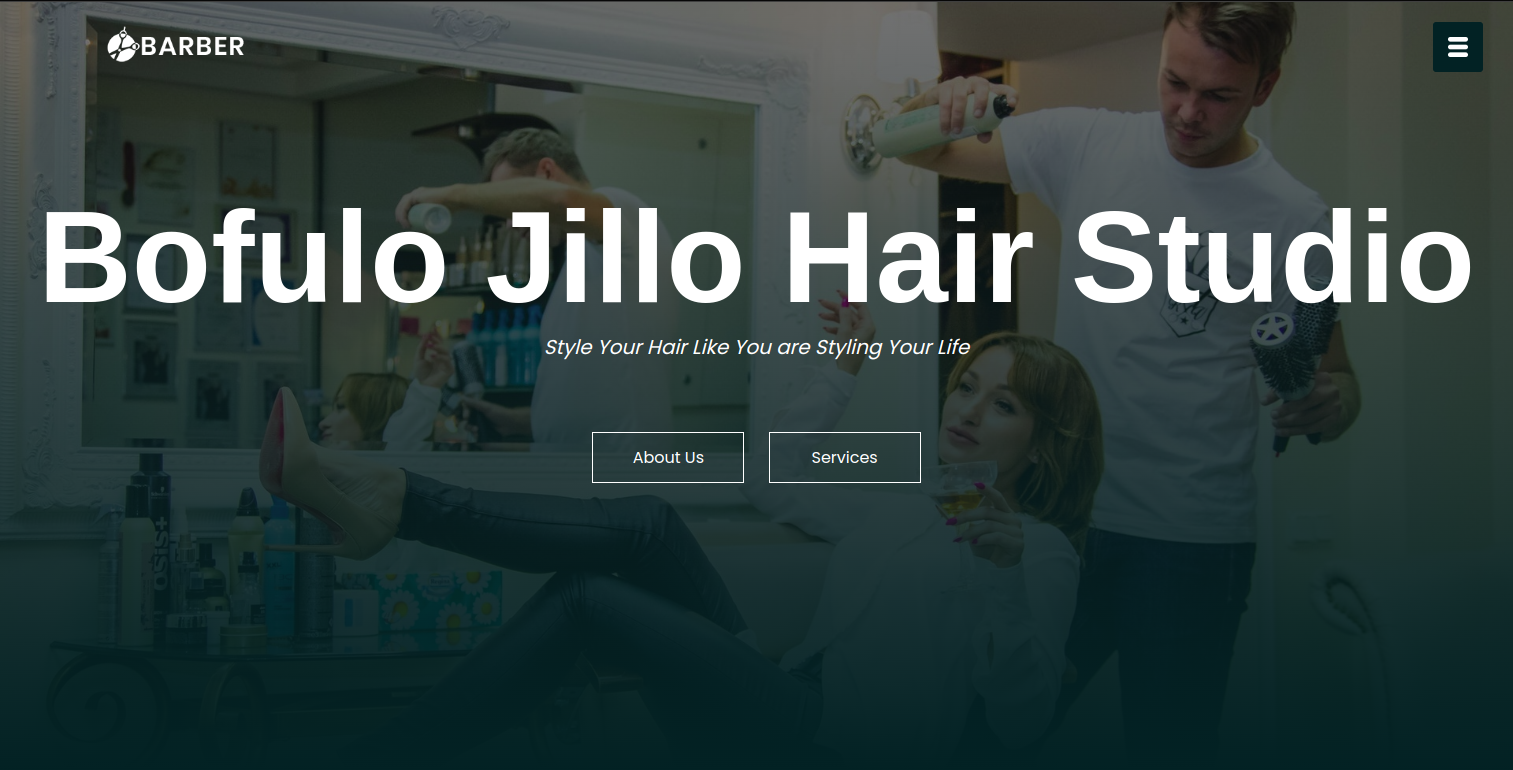 BARBER
Bofulo Jillo Hair Studio
Style Your Hair Like You are Styling Your Life
About Us
Services
OSIS+